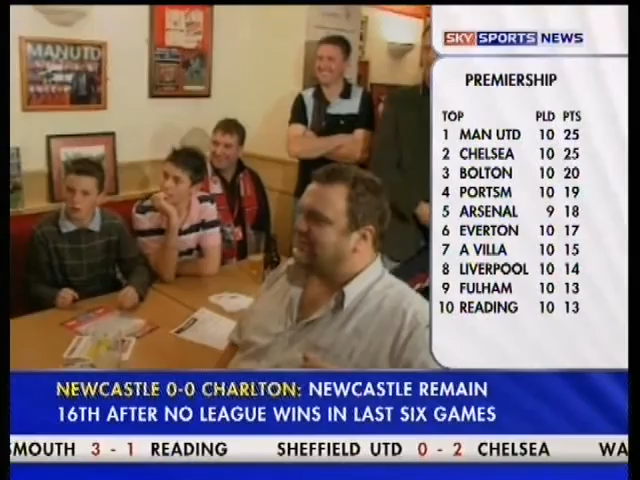 MAN UTD
SKY SPORTS NEWS
PREMIERSHIP
TOP PLD PTS
1 MAN UTD 10 25
2 CHELSEA 10 25
3 BOLTON 10 20
4 PORTSM 10 19
5 ARSENAL 9 18
6 EVERTON 10 17
7 A VILLA 10 15
8 LIVERPOOL 10 14
9 FULHAM 10 13
10 READING 10 13
NEWCASTLE 0-0 CHARLTON: NEWCASTLE REMAIN
16TH AFTER NO LEAGUE WINS IN LAST SIX GAMES
SMOUTH 3 - 1 READING SHEFFIELD UTD 0 - 2 CHELSEA WA